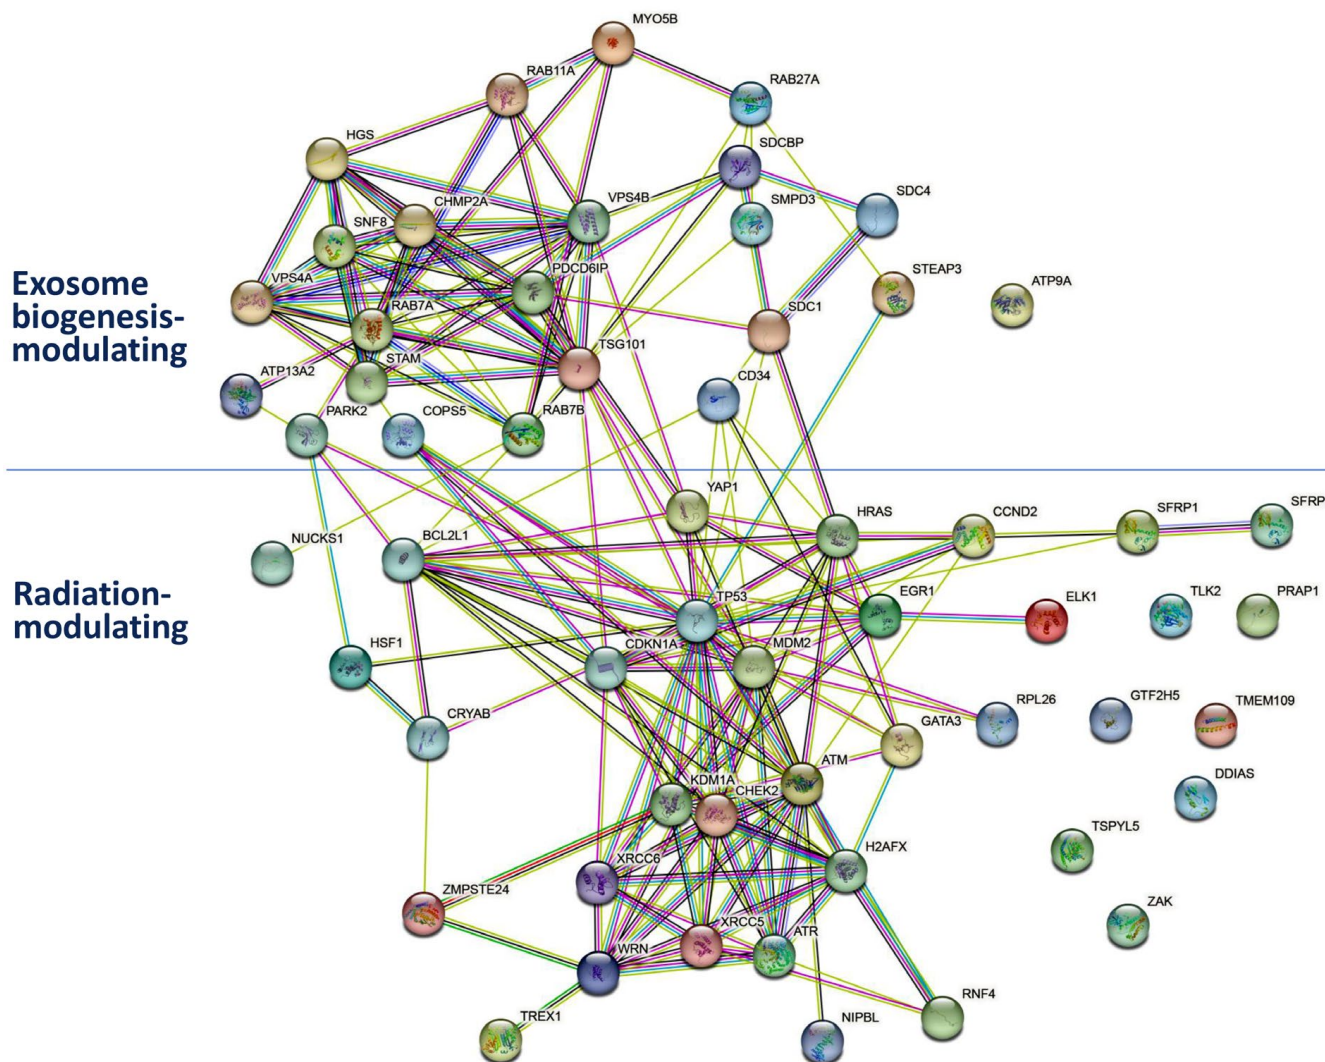 MYO5B
RAB11A
RAB27A
HGS
SDCBP
SDC4
VPS4B
CHMP2A
SMPD3
SNF8
PDCD6IP
STEAP3
ATP9A
VPS4A
RAB7A
SDC1
Exosome
biogenesis-
modulating
TSG101
STAM
ATP13A2
CD34
PARK2
COPS5
RAB7B
YAP1
HRAS
CCND2
SFRP1
SFRP
NUCKS1
BCL2L1
Radiation-
modulating
TP53
EGR1
ELK1
TLK2
PRAP1
HSF1
CDKN1A
MDM2
CRYAB
GATA3
RPL26
GTF2H5
TMEM109
ATM
KDM1A
CHEK2
DDIAS
TSPYL5
H2AFX
XRCC6
ZMPSTE24
ZAK
XRCC5
ATR
WRN
RNF4
TREX1
NIPBL